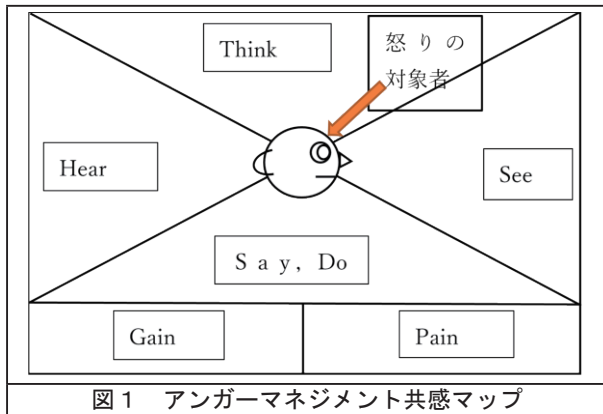 Think
怒りの
対象者
Hear
See
Say, Do
Gain
Pain
図1 アンガーマネジメント共感マップ